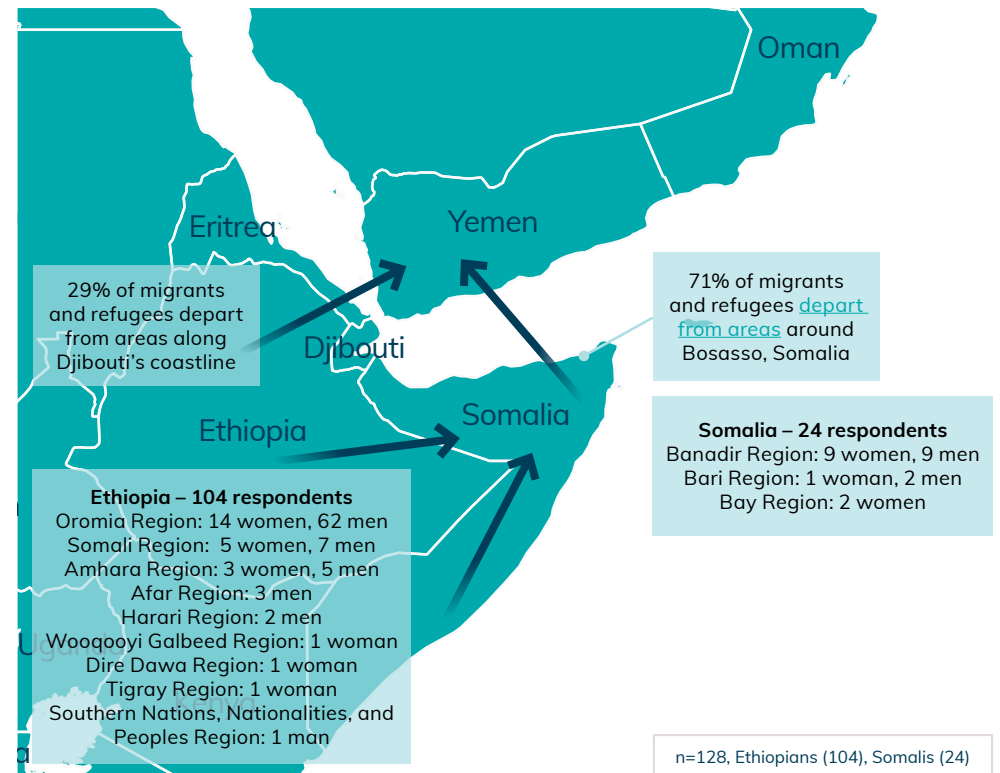 Oman
Yemen
Eritrea
29% of migrants
and refugees depart
from areas along
Djibouti’s coastline
71% of migrants
and refugees depart
from areas around
Bosasso, Somalia
Djibouti
Somalia
Ethiopia
Somalia – 24 respondents
Banadir Region: 9 women, 9 men
Bari Region: 1 woman, 2 men
Bay Region: 2 women
Ethiopia – 104 respondents
Oromia Region: 14 women, 62 men
Somali Region: 5 women, 7 men
Amhara Region: 3 women, 5 men
Afar Region: 3 men
Harari Region: 2 men
Woqooyi Galbeed Region: 1 woman
Dire Dawa Region: 1 woman
Tigray Region: 1 woman
Southern Nations, Nationalities, and
Peoples Region: 1 man
Uganda
Kenya
n=128, Ethiopians (104), Somalis (24)